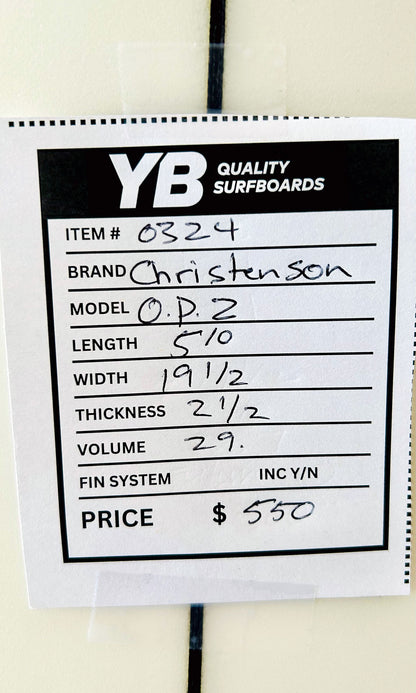 YB QUALITY SURFBOARDS
ITEM # 0324
BRAND Christenson
MODEL O.P.2
LENGTH 5'10
WIDTH 19 1/2
THICKNESS 2 1/2
VOLUME 29.
FIN SYSTEM INC Y/N
PRICE $ 550